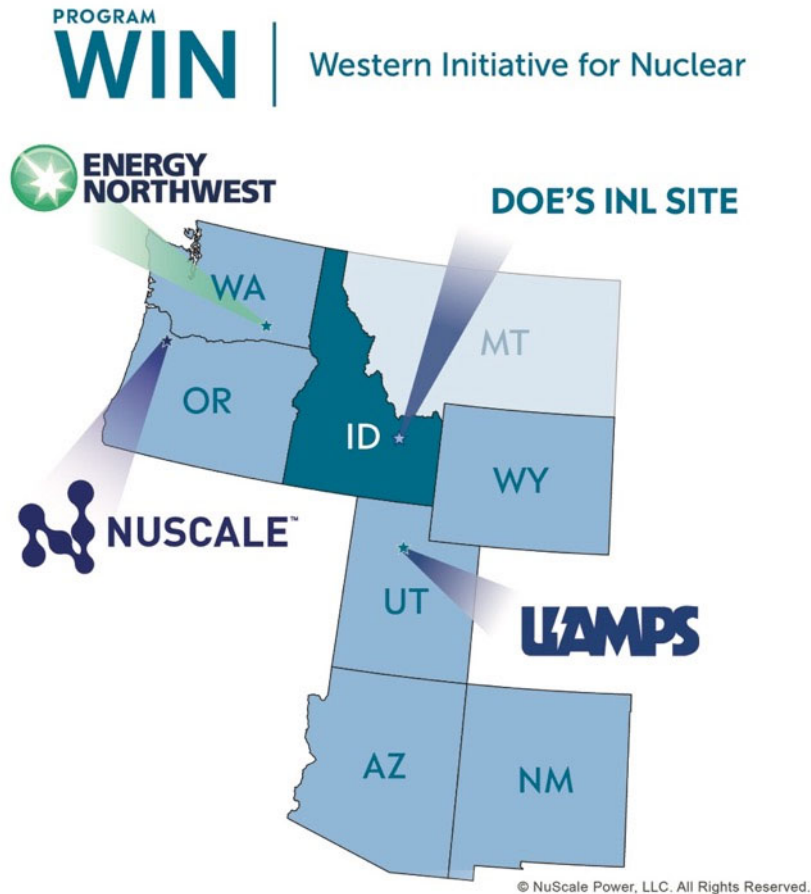 PROGRAM
WIN
Western Initiative for Nuclear
ENERGY
NORTHWEST
DOE'S INL SITE
WA
MT
OR
ID
WY
NUSCALE™
UT
UAMPS
AZ
NM
© NuScale Power, LLC. All Rights Reserved.